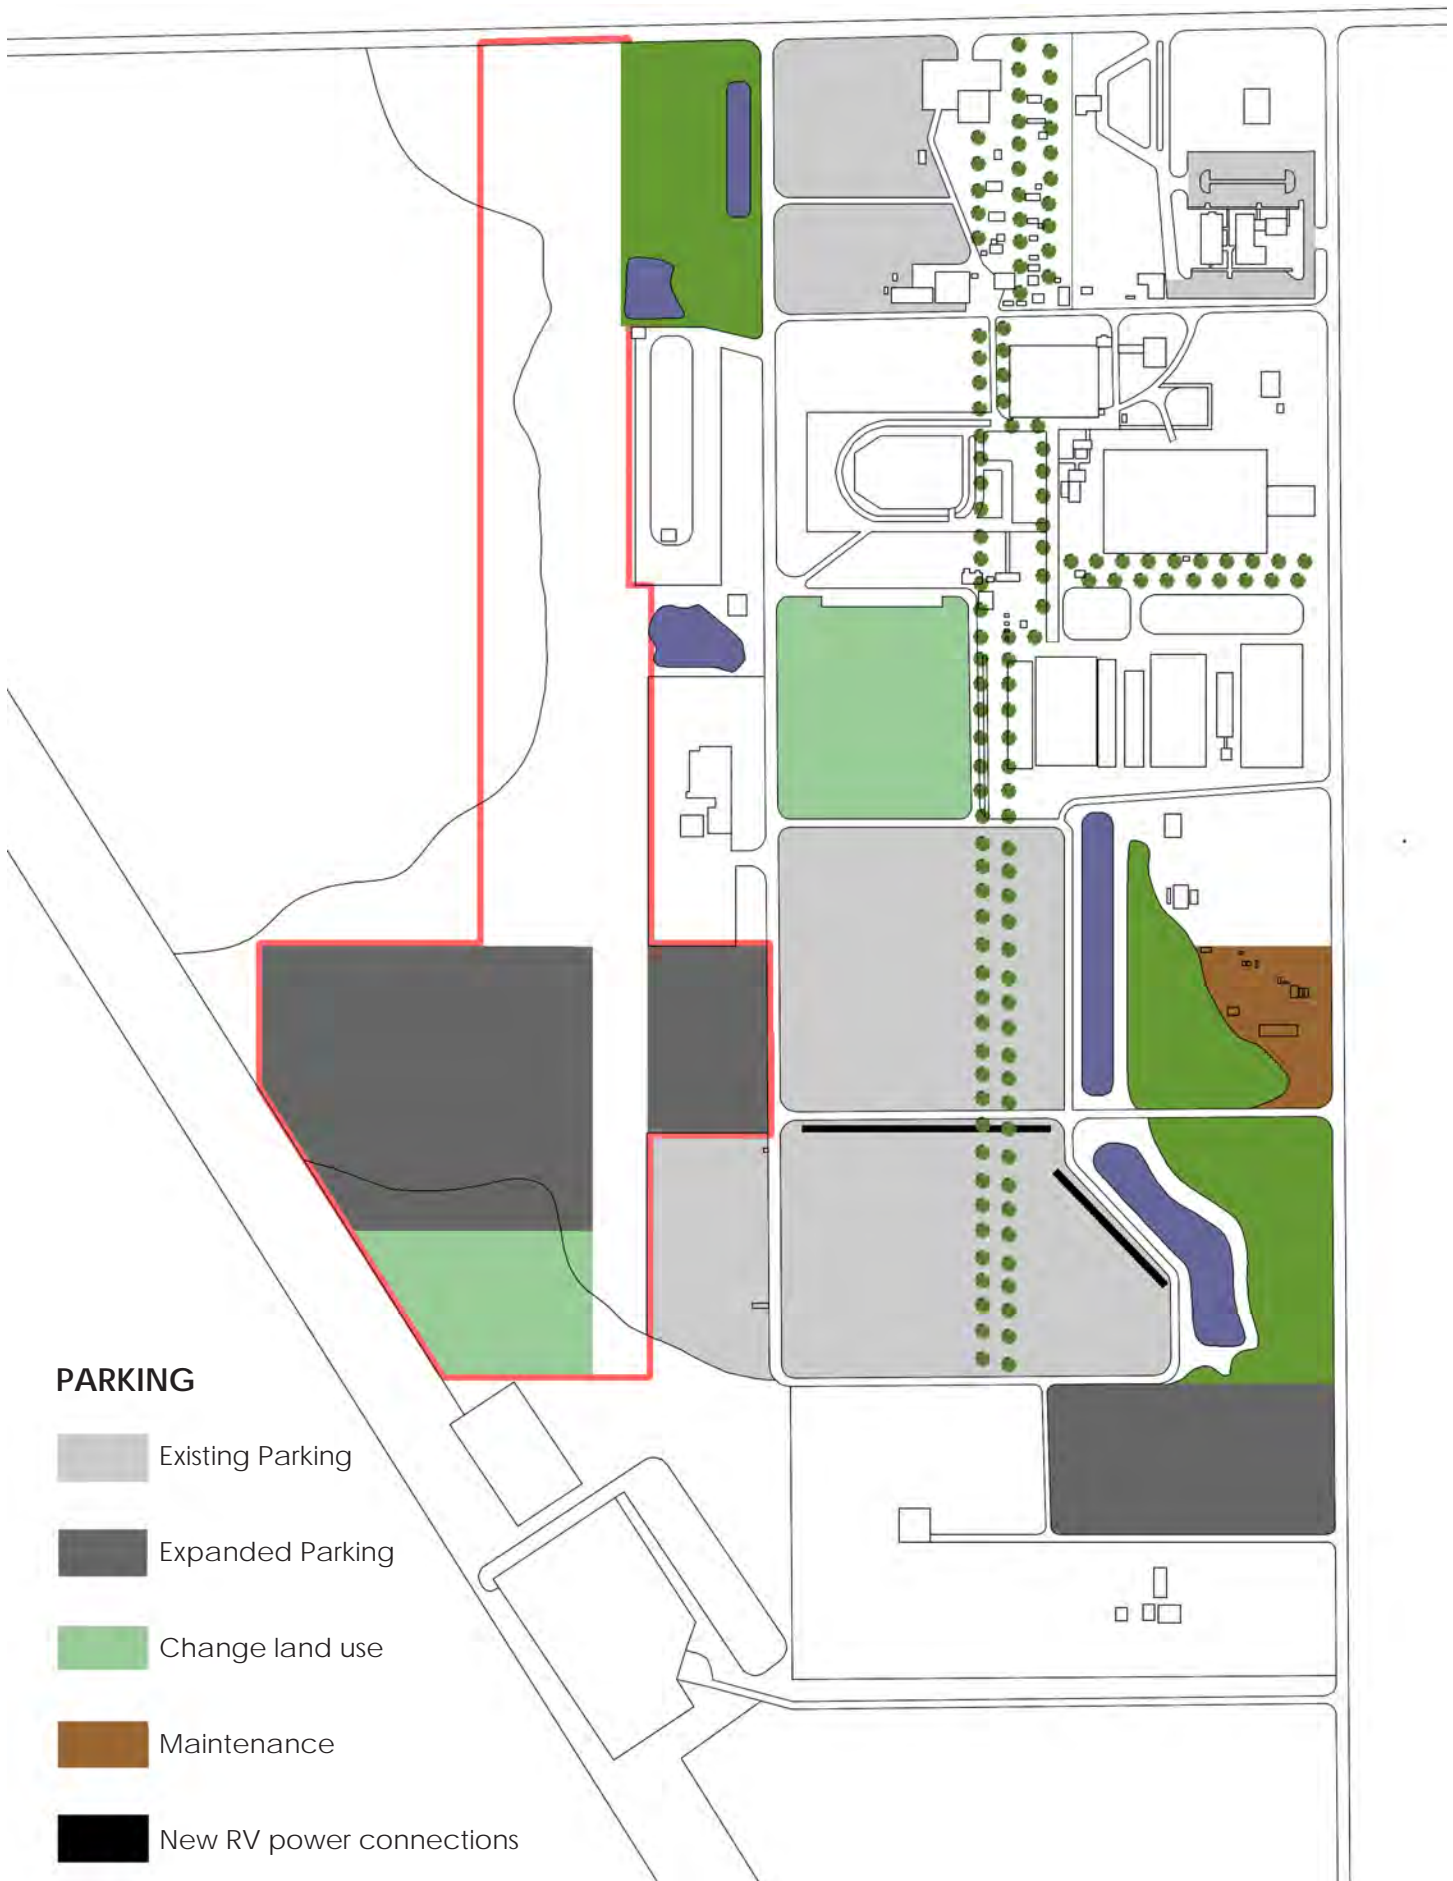 PARKING
Existing Parking
Expanded Parking
Change land use
Maintenance
New RV power connections